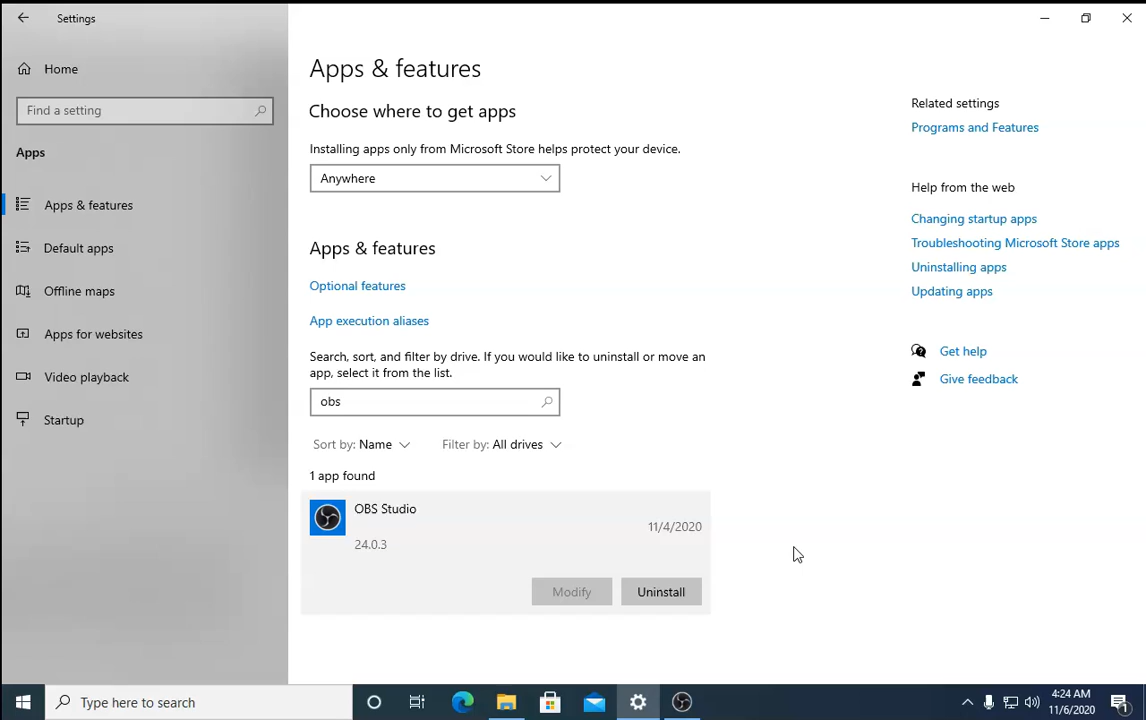 Settings
Home
Find a setting
Apps
Apps & features
Default apps
Offline maps
Apps for websites
Video playback
Startup
Apps & features
Choose where to get apps
Installing apps only from Microsoft Store helps protect your device.
Anywhere
Apps & features
Optional features
App execution aliases
Search, sort, and filter by drive. If you would like to uninstall or move an
app, select it from the list.
obs
Sort by: Name
Filter by: All drives
1 app found
OBS Studio
11/4/2020
24.0.3
Modify
Uninstall
Related settings
Programs and Features
Help from the web
Changing startup apps
Troubleshooting Microsoft Store apps
Uninstalling apps
Updating apps
Get help
Give feedback
Type here to search
4:24 AM
11/6/2020
1